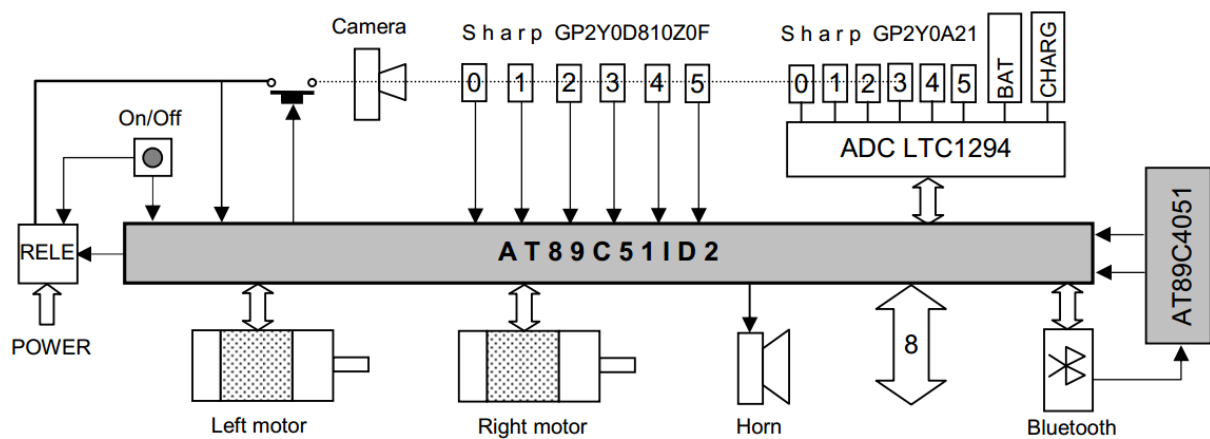 Camera
Sharp GP2Y0D810Z0F
Sharp GP2Y0A21
0 1 2 3 4 5
0 1 2 3 4 5
BAT
CHARG
On/Off
ADC LTC1294
RELE
AT89C51ID2
AT89C4051
POWER
8
Left motor
Right motor
Horn
Bluetooth